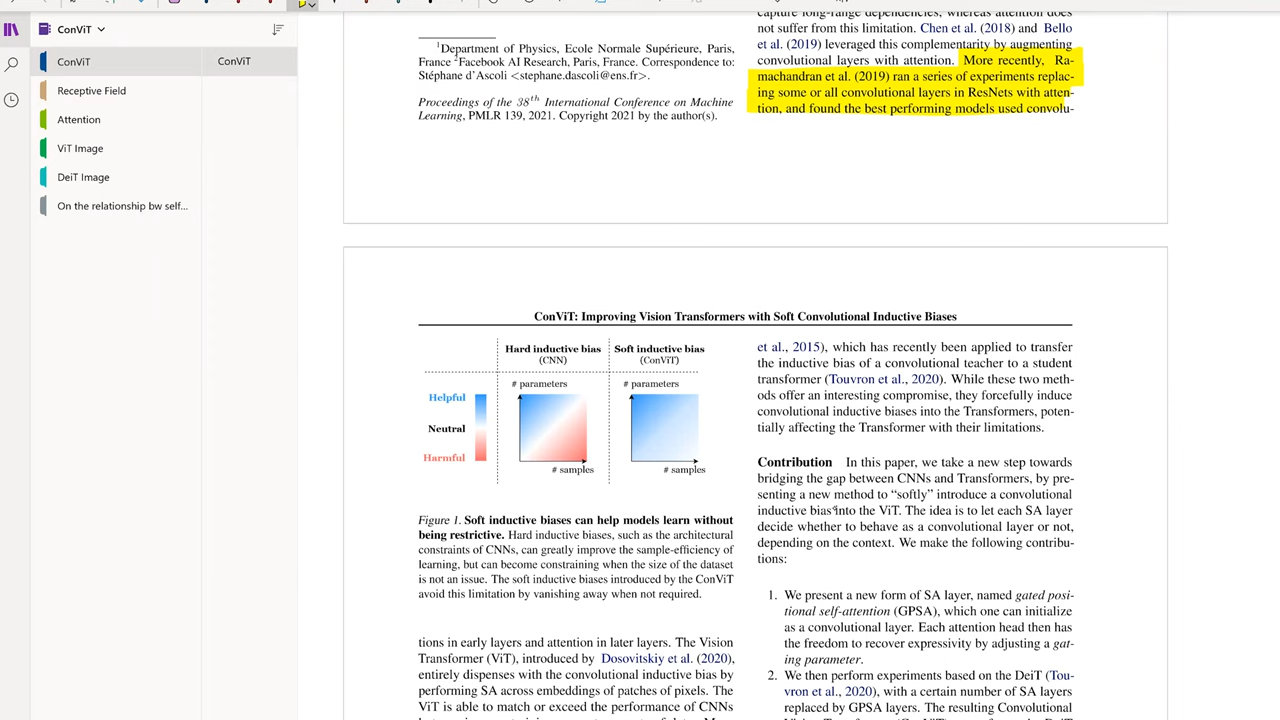 ConViT
ConViT
Receptive Field
Attention
ViT Image
DeiT Image
On the relationship bw self...
ConViT
capture long-range dependencies, whereas attention does
not suffer from this limitation. Chen et al. (2018) and Bello
et al. (2019) leveraged this complementarity by augmenting
convolutional layers with attention. More recently, Ra-
machandran et al. (2019) ran a series of experiments replac-
ing some or all convolutional layers in ResNets with atten-
tion, and found the best performing models used convolu-
1Department of Physics, Ecole Normale Supérieure, Paris,
France 2Facebook AI Research, Paris, France. Correspondence to:
Stéphane d'Ascoli <stephane.dascoli@ens.fr>.
Proceedings of the 38th International Conference on Machine
Learning, PMLR 139, 2021. Copyright 2021 by the author(s).
ConViT: Improving Vision Transformers with Soft Convolutional Inductive Biases
Hard inductive bias
(CNN)
Soft inductive bias
(ConViT)
# parameters
# parameters
Helpful
Neutral
Harmful
# samples
# samples
Figure 1. Soft inductive biases can help models learn without
being restrictive. Hard inductive biases, such as the architectural
constraints of CNNs, can greatly improve the sample-efficiency of
learning, but can become constraining when the size of the dataset
is not an issue. The soft inductive biases introduced by the ConViT
avoid this limitation by vanishing away when not required.
tions in early layers and attention in later layers. The Vision
Transformer (ViT), introduced by Dosovitskiy et al. (2020),
entirely dispenses with the convolutional inductive bias by
performing SA across embeddings of patches of pixels. The
ViT is able to match or exceed the performance of CNNs
et al., 2015), which has recently been applied to transfer
the inductive bias of a convolutional teacher to a student
transformer (Touvron et al., 2020). While these two meth-
ods offer an interesting compromise, they forcefully induce
convolutional inductive biases into the Transformers, poten-
tially affecting the Transformer with their limitations.
Contribution In this paper, we take a new step towards
bridging the gap between CNNs and Transformers, by pre-
senting a new method to “softly” introduce a convolutional
inductive bias into the ViT. The idea is to let each SA layer
decide whether to behave as a convolutional layer or not,
depending on the context. We make the following contribu-
tions:
1. We present a new form of SA layer, named gated posi-
tional self-attention (GPSA), which one can initialize
as a convolutional layer. Each attention head then has
the freedom to recover expressivity by adjusting a gat-
ing parameter.
2. We then perform experiments based on the DeiT (Tou-
vron et al., 2020), with a certain number of SA layers
replaced by GPSA layers. The resulting Convolutional